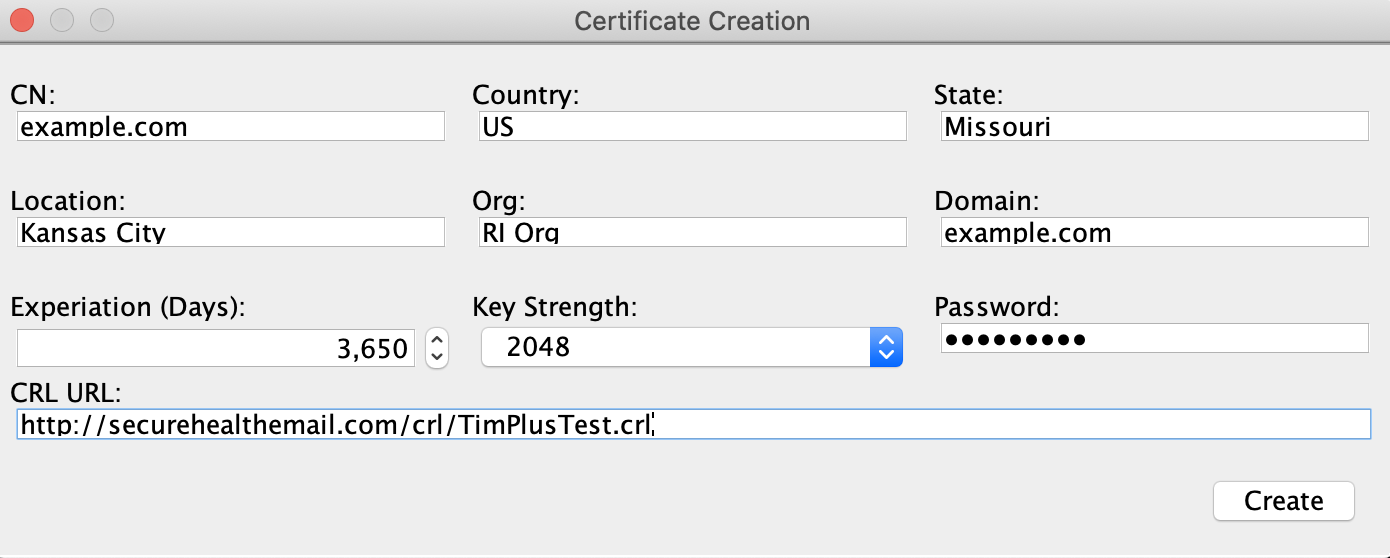 Certificate Creation
CN: Country: State:
example.com US Missouri
Location: Org: Domain:
Kansas City RI Org example.com
Experiation (Days): Key Strength: Password:
3,650 2048 •••••••••
CRL URL:
http://securehealthemail.com/crl/TimPlusTest.crl
Create